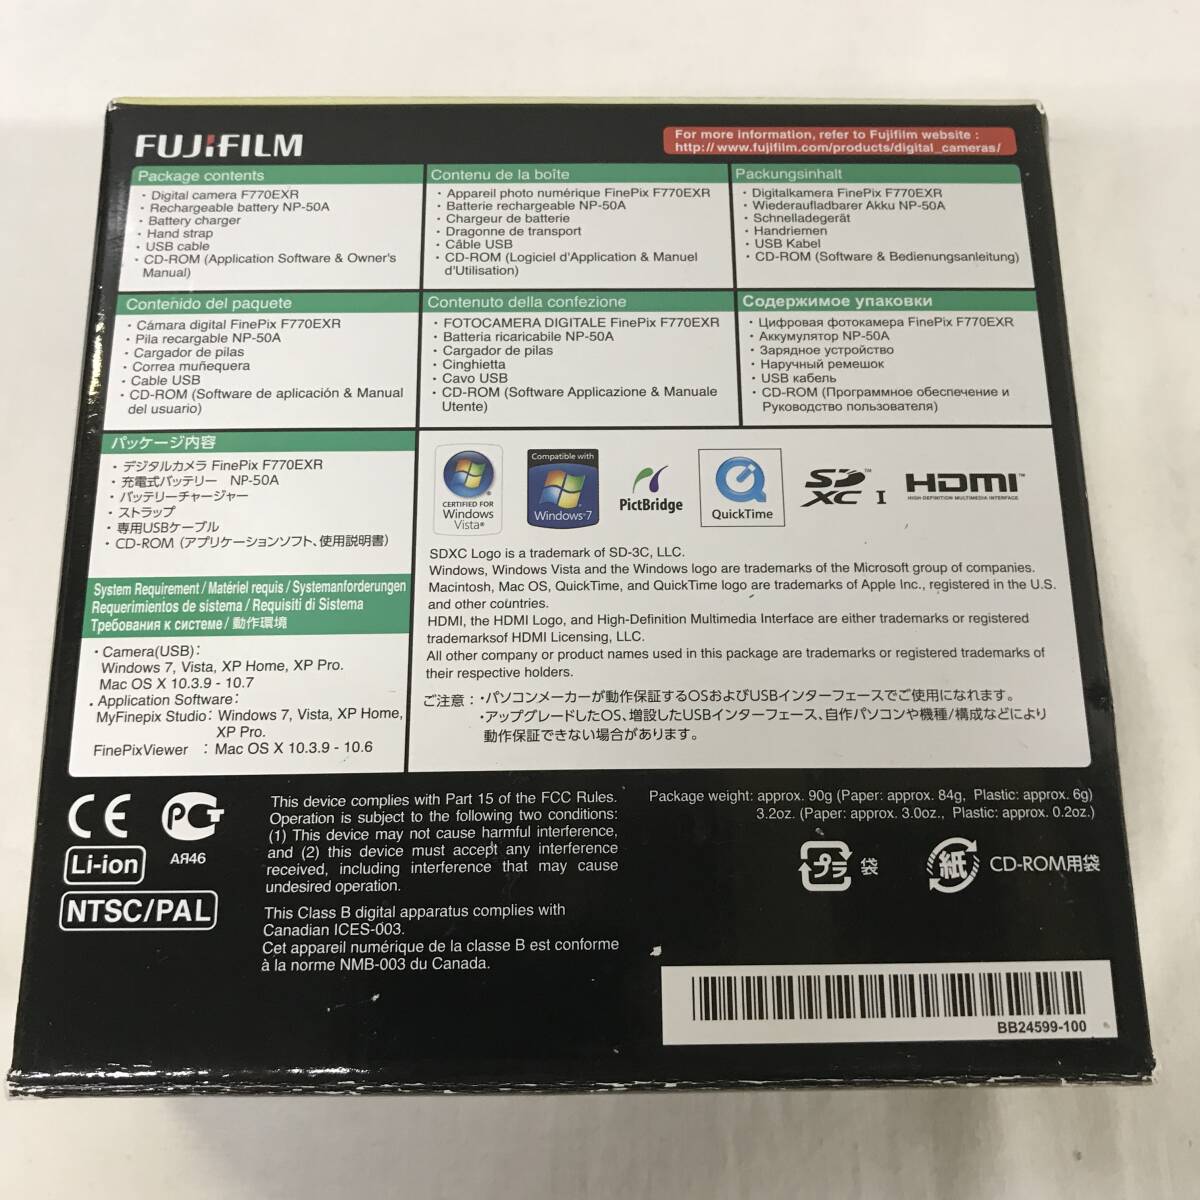 FUJIFILM
For more information, refer to Fujifilm website :
http://www.fujifilm.com/products/digital_cameras/
Package contents
・Digital camera F770EXR
・Rechargeable battery NP-50A
・Battery charger
・Hand strap
・USB cable
・CD-ROM (Application Software & Owner's
Manual)
Contenu de la boîte
・Appareil photo numérique FinePix F770EXR
・Batterie rechargeable NP-50A
・Chargeur de batterie
・Dragonne de transport
・Câble USB
・CD-ROM (Logiciel d'Application & Manuel
d'Utilisation)
Packungsinhalt
・Digitalkamera FinePix F770EXR
・Wiederaufladbarer Akku NP-50A
・Schnelladegerät
・Handriemen
・USB Kabel
・CD-ROM (Software & Bedienungsanleitung)
Contenido del paquete
・Cámara digital FinePix F770EXR
・Pila recargable NP-50A
・Cargador de pilas
・Correa muñequera
・Cable USB
・CD-ROM (Software de aplicación & Manual
del usuario)
Contenuto della confezione
・FOTOCAMERA DIGITALE FinePix F770EXR
・Batteria ricaricabile NP-50A
・Cargador de pilas
・Cinghietta
・Cavo USB
・CD-ROM (Software Applicazione & Manuale
Utente)
Содержимое упаковки
・Цифровая фотокамера FinePix F770EXR
・Аккумулятор NP-50A
・Зарядное устройство
・Наручный ремешок
・USB кабель
・CD-ROM (Программное обеспечение и
Руководство пользователя)
パッケージ内容
・デジタルカメラ FinePix F770EXR
・充電式バッテリー NP-50A
・バッテリーチャージャー
・ストラップ
・専用USBケーブル
・CD-ROM (アプリケーションソフト、使用説明書)
System Requirement / Matériel requis / Systemanforderungen
Requerimientos de sistema / Requisiti di Sistema
Требования к системе / 動作環境
・Camera(USB):
Windows 7, Vista, XP Home, XP Pro.
Mac OS X 10.3.9 - 10.7
・Application Software:
MyFinepix Studio: Windows 7, Vista, XP Home,
XP Pro.
FinePixViewer : Mac OS X 10.3.9 - 10.6
CERTIFIED FOR
Windows
Vista®
Compatible with
Windows®7
PictBridge
QuickTime
SD XC I
™
HDMI™
HIGH-DEFINITION MULTIMEDIA INTERFACE
SDXC Logo is a trademark of SD-3C, LLC.
Windows, Windows Vista and the Windows logo are trademarks of the Microsoft group of companies.
Macintosh, Mac OS, QuickTime, and QuickTime logo are trademarks of Apple Inc., registered in the U.S.
and other countries.
HDMI, the HDMI Logo, and High-Definition Multimedia Interface are either trademarks or registered
trademarksof HDMI Licensing, LLC.
All other company or product names used in this package are trademarks or registered trademarks of
their respective holders.
ご注意：・パソコンメーカーが動作保証するOSおよびUSBインターフェースでご使用になれます。
・アップグレードしたOS、増設したUSBインターフェース、自作パソコンや機種/構成などにより
動作保証できない場合があります。
CE
РСТ
АЯ46
Li-ion
NTSC/PAL
This device complies with Part 15 of the FCC Rules.
Operation is subject to the following two conditions:
(1) This device may not cause harmful interference,
and (2) this device must accept any interference
received, including interference that may cause
undesired operation.
This Class B digital apparatus complies with
Canadian ICES-003.
Cet appareil numérique de la classe B est conforme
à la norme NMB-003 du Canada.
Package weight: approx. 90g (Paper: approx. 84g, Plastic: approx. 6g)
3.2oz. (Paper: approx. 3.0oz., Plastic: approx. 0.2oz.)
プラ 袋
紙 CD-ROM用袋
BB24599-100